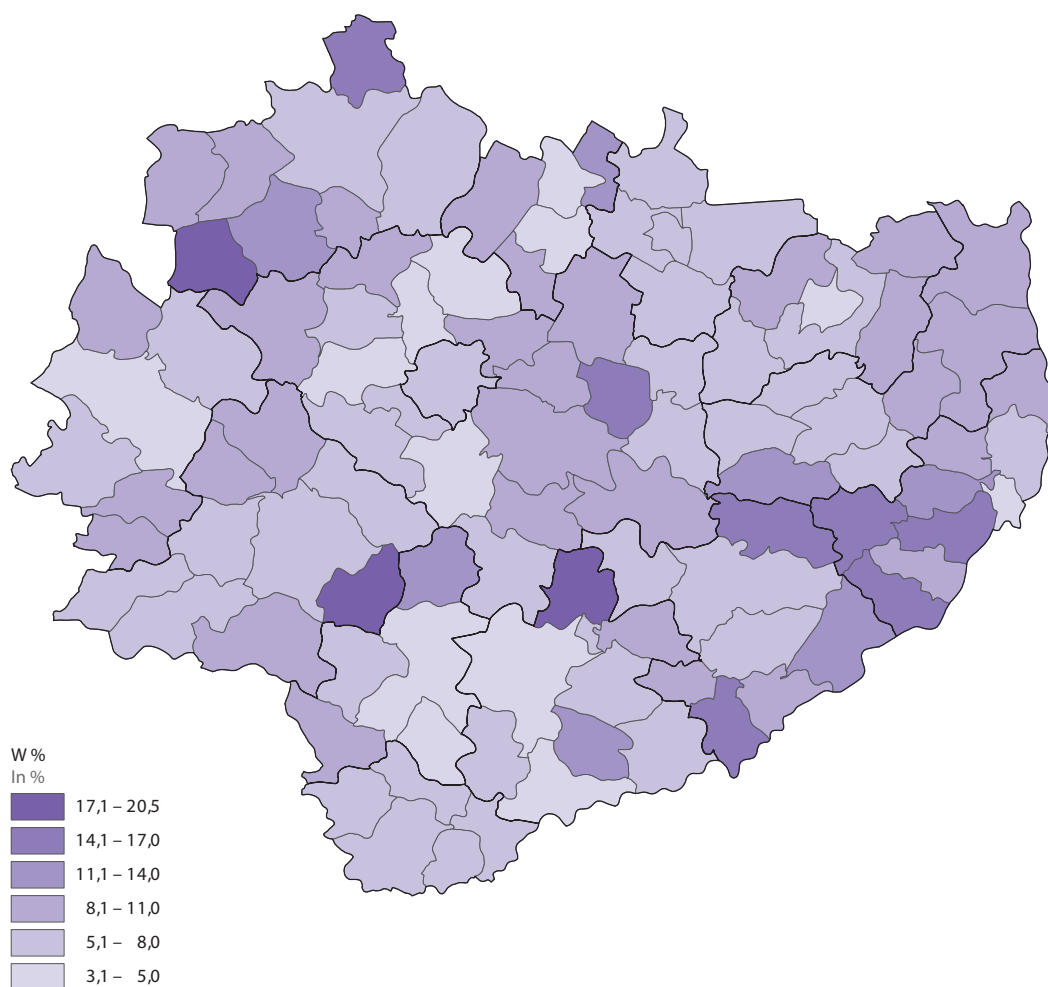 W %
In %
17,1 – 20,5
14,1 – 17,0
11,1 – 14,0
8,1 – 11,0
5,1 – 8,0
3,1 – 5,0